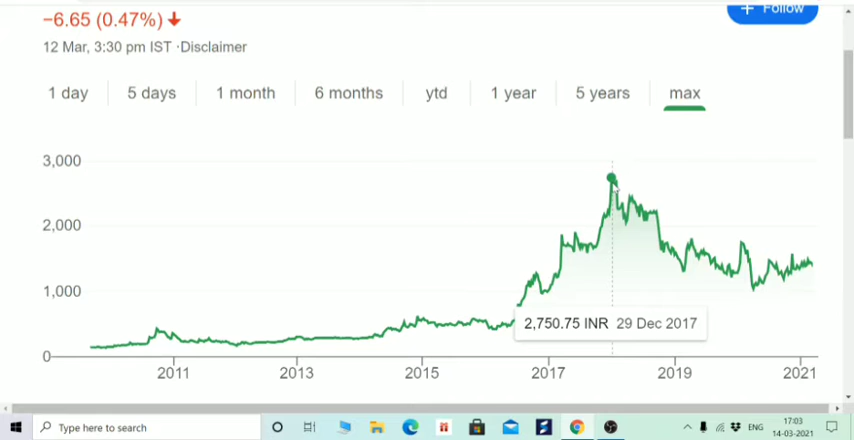 −6.65 (0.47%)
+ Follow
12 Mar, 3:30 pm IST ·Disclaimer
1 day 5 days 1 month 6 months ytd 1 year 5 years max
3,000
2,000
1,000
0
2,750.75 INR 29 Dec 2017
2011 2013 2015 2017 2019 2021
Type here to search
ENG
17:03
14-03-2021